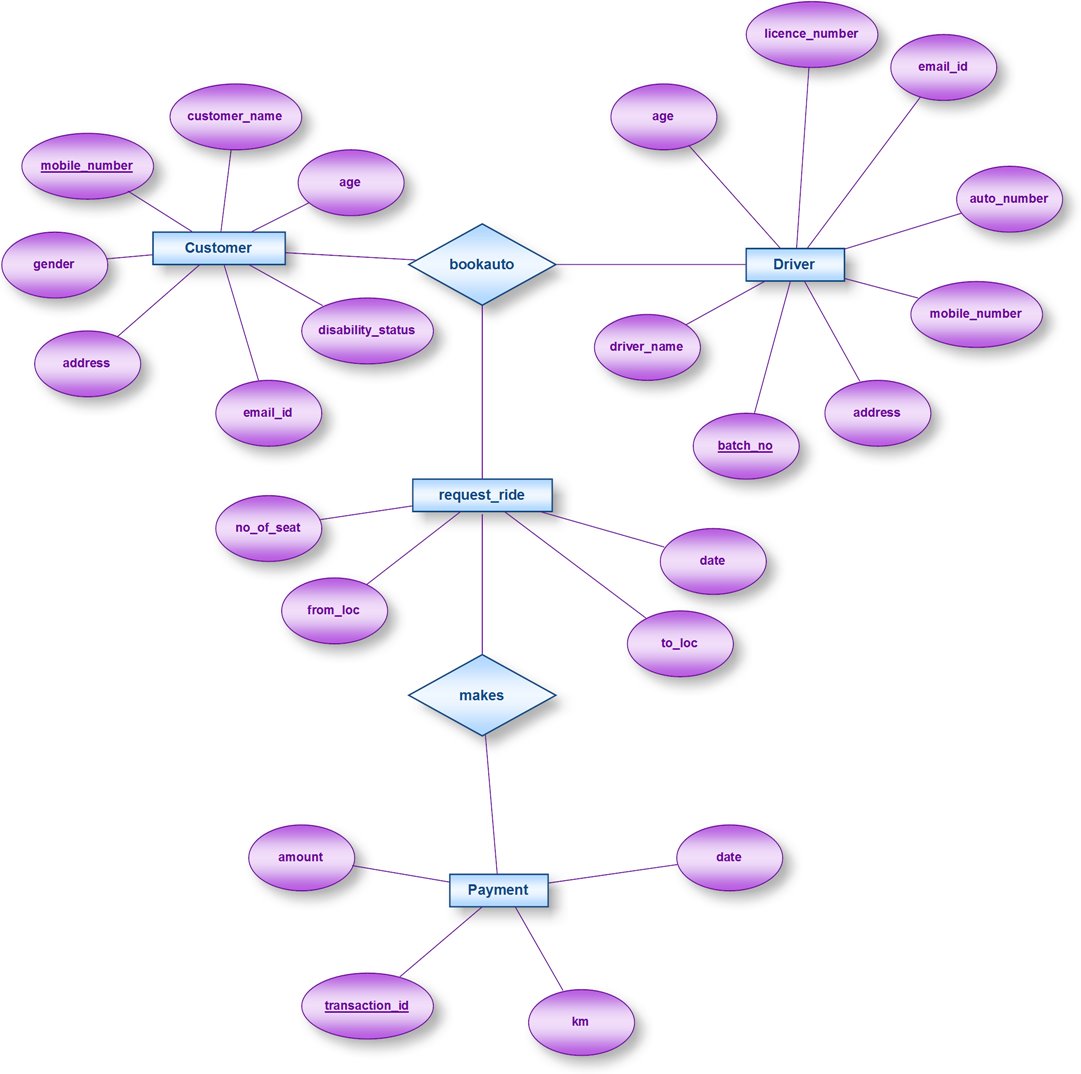 licence_number
email_id
age
customer_name
mobile_number
age
auto_number
Customer
gender
bookauto
Driver
mobile_number
disability_status
driver_name
address
email_id
address
batch_no
request_ride
no_of_seat
date
from_loc
to_loc
makes
amount
date
Payment
transaction_id
km